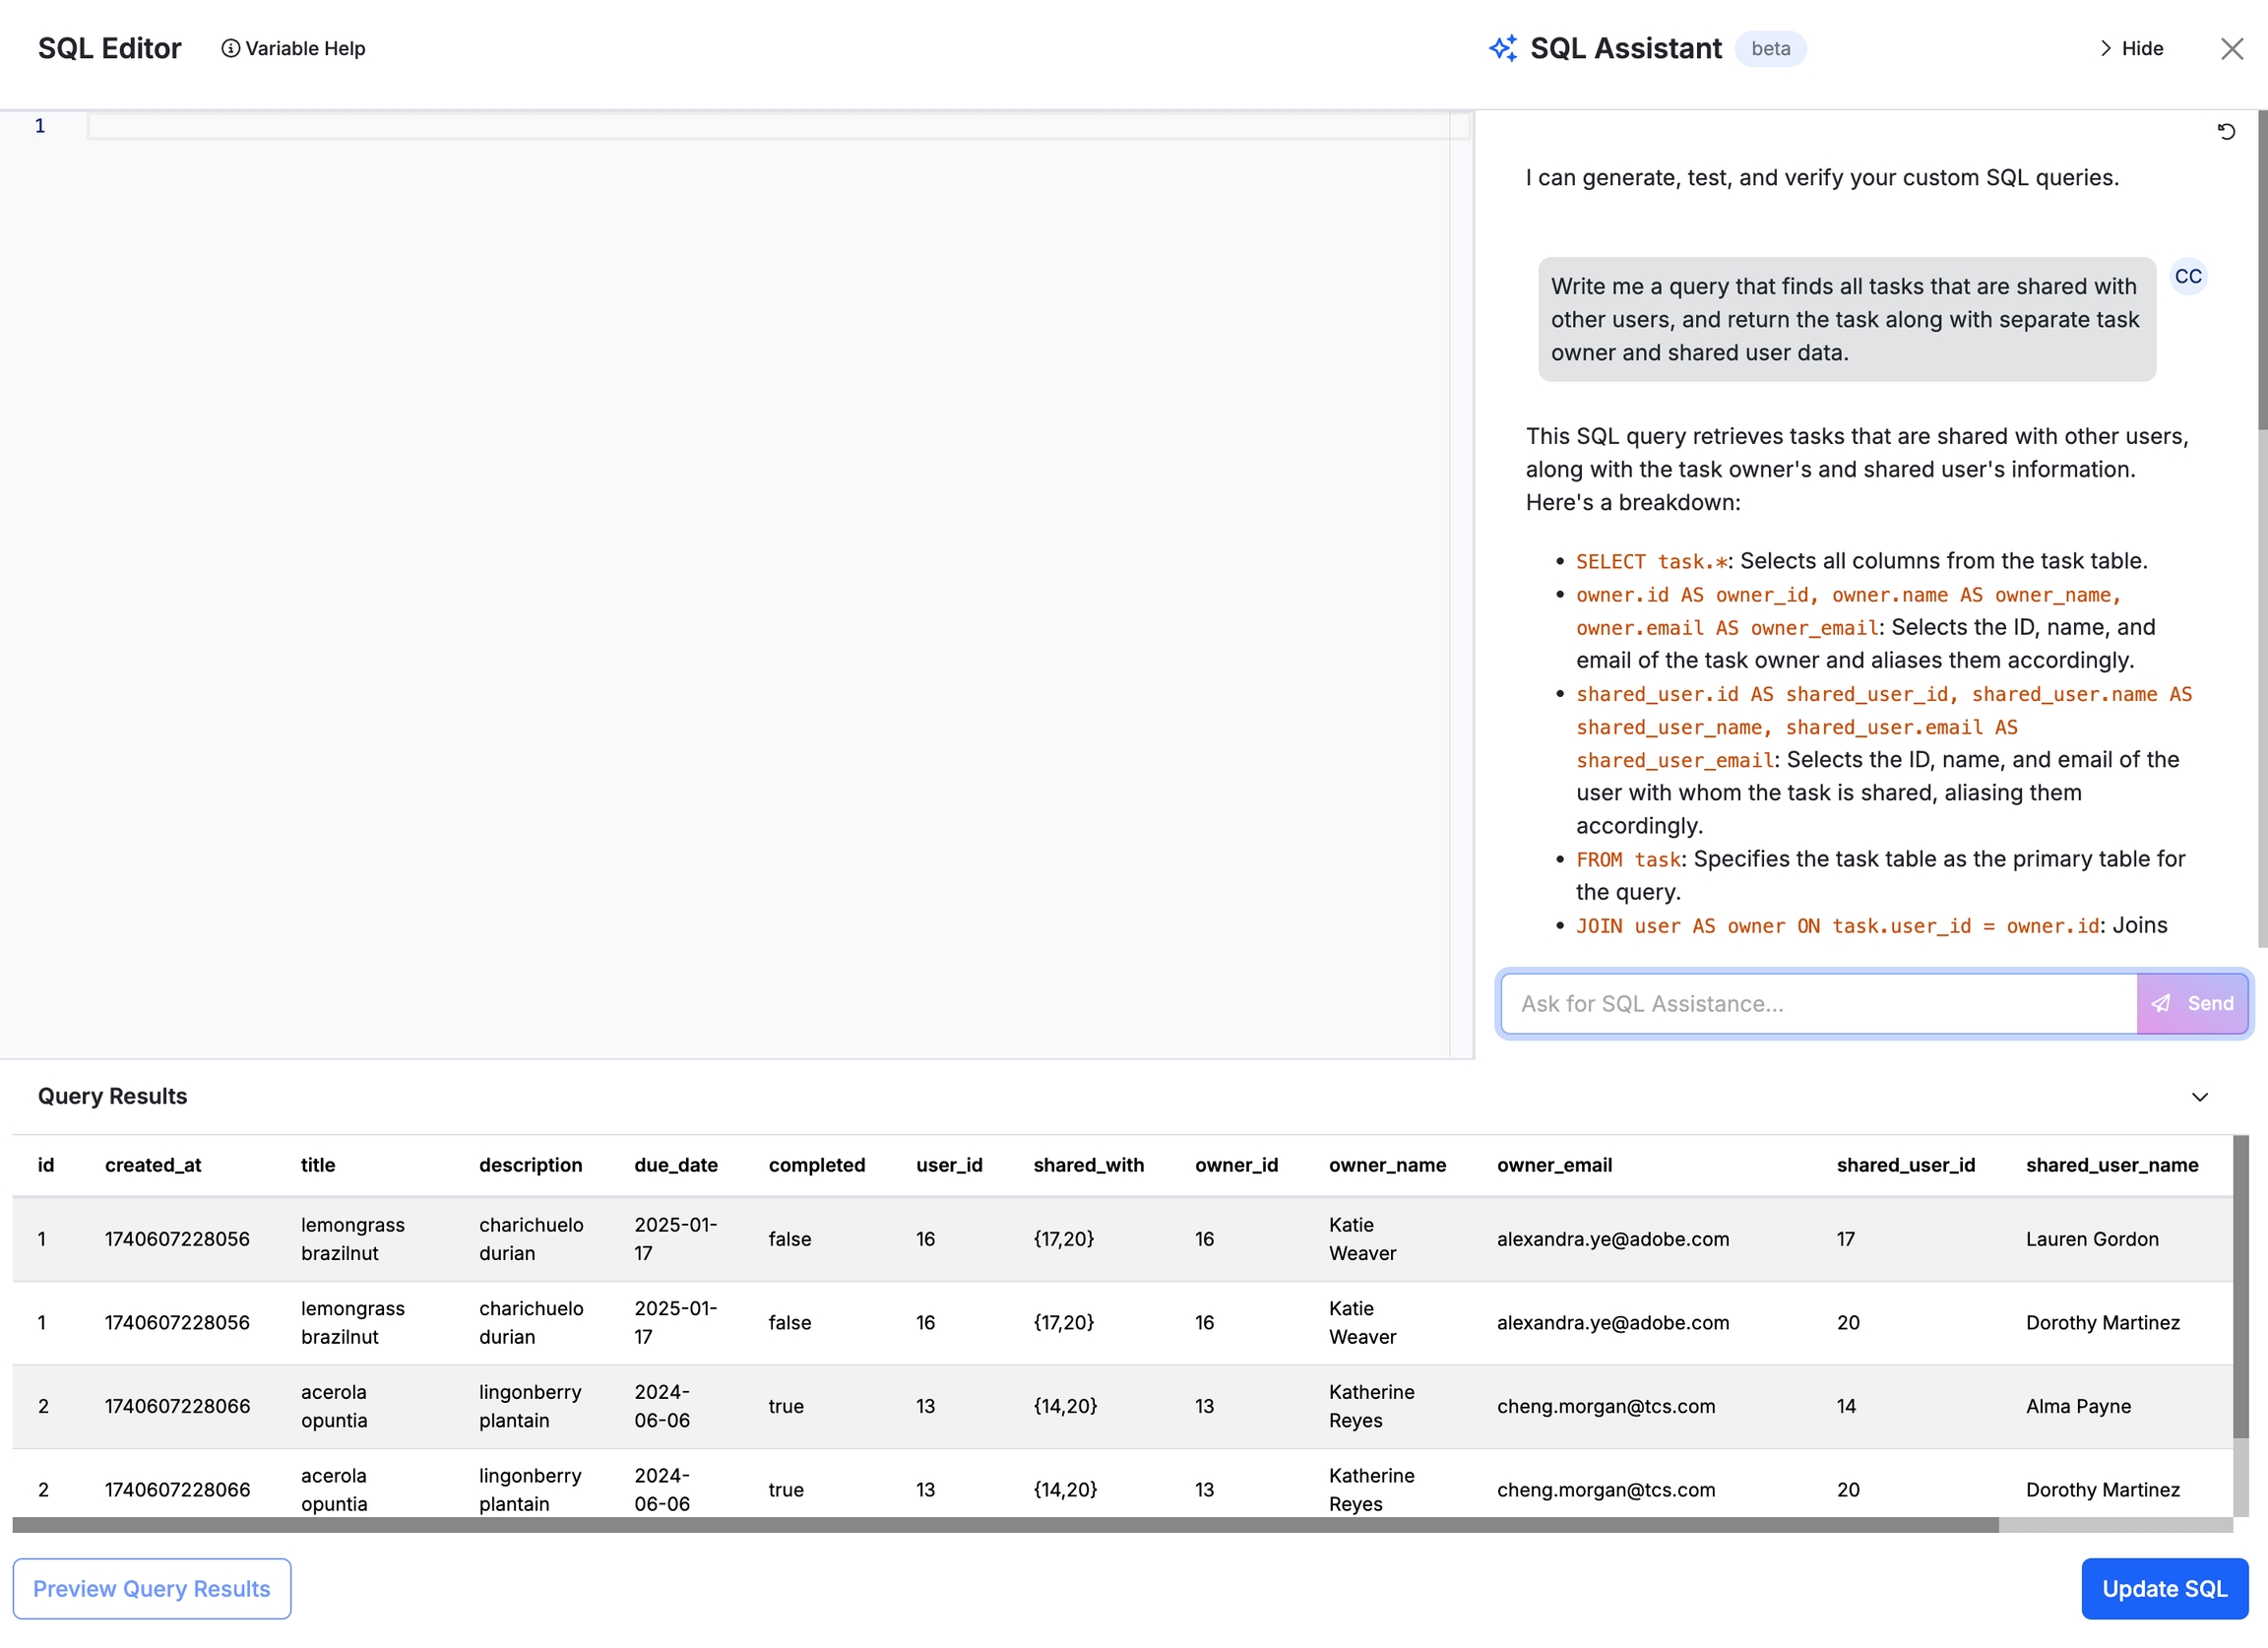 SQL Editor
Variable Help
SQL Assistant
beta
Hide
1
I can generate, test, and verify your custom SQL queries.
CC
Write me a query that finds all tasks that are shared with
other users, and return the task along with separate task
owner and shared user data.
This SQL query retrieves tasks that are shared with other users,
along with the task owner's and shared user's information.
Here's a breakdown:
• SELECT task.*: Selects all columns from the task table.
• owner.id AS owner_id, owner.name AS owner_name,
owner.email AS owner_email: Selects the ID, name, and
email of the task owner and aliases them accordingly.
• shared_user.id AS shared_user_id, shared_user.name AS
shared_user_name, shared_user.email AS
shared_user_email: Selects the ID, name, and email of the
user with whom the task is shared, aliasing them
accordingly.
• FROM task: Specifies the task table as the primary table for
the query.
• JOIN user AS owner ON task.user_id = owner.id: Joins
Ask for SQL Assistance...
Send
Query Results
id created_at title description due_date completed user_id shared_with owner_id owner_name owner_email shared_user_id shared_user_name
1 1740607228056 lemongrass brazilnut charichuelo durian 2025-01-17 false 16 {17,20} 16 Katie Weaver alexandra.ye@adobe.com 17 Lauren Gordon
1 1740607228056 lemongrass brazilnut charichuelo durian 2025-01-17 false 16 {17,20} 16 Katie Weaver alexandra.ye@adobe.com 20 Dorothy Martinez
2 1740607228066 acerola opuntia lingonberry plantain 2024-06-06 true 13 {14,20} 13 Katherine Reyes cheng.morgan@tcs.com 14 Alma Payne
2 1740607228066 acerola opuntia lingonberry plantain 2024-06-06 true 13 {14,20} 13 Katherine Reyes cheng.morgan@tcs.com 20 Dorothy Martinez
Preview Query Results
Update SQL